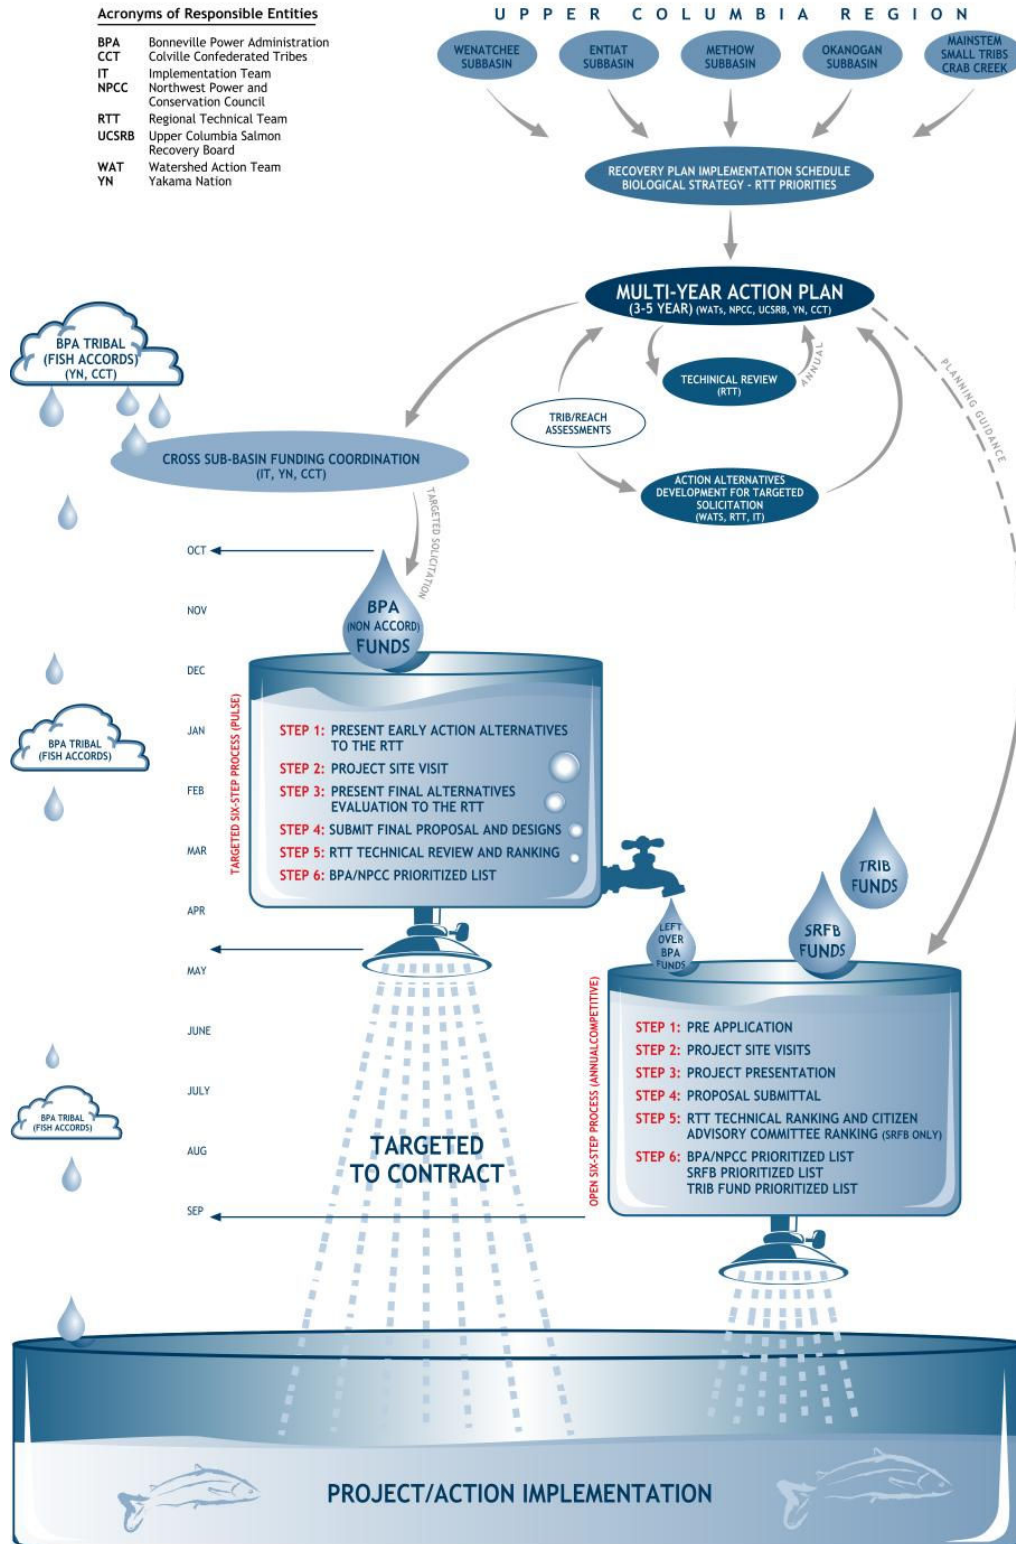 Acronyms of Responsible Entities
BPA Bonneville Power Administration
CCT Colville Confederated Tribes
IT Implementation Team
NPCC Northwest Power and
Conservation Council
RTT Regional Technical Team
UCSRB Upper Columbia Salmon
Recovery Board
WAT Watershed Action Team
YN Yakama Nation
UPPER COLUMBIA REGION
WENATCHEE
SUBBASIN
ENTIAT
SUBBASIN
METHOW
SUBBASIN
OKANOGAN
SUBBASIN
MAINSTEM
SMALL TRIBS
CRAB CREEK
RECOVERY PLAN IMPLEMENTATION SCHEDULE
BIOLOGICAL STRATEGY - RTT PRIORITIES
MULTI-YEAR ACTION PLAN
(3-5 YEAR) (WATs, NPCC, UCSRB, YN, CCT)
TECHINICAL REVIEW
(RTT)
ANNUAL
PLANNING GUIDANCE
TRIB/REACH
ASSESSMENTS
ACTION ALTERNATIVES
DEVELOPMENT FOR TARGETED
SOLICITATION
(WATS, RTT, IT)
BPA TRIBAL
(FISH ACCORDS)
(YN, CCT)
CROSS SUB-BASIN FUNDING COORDINATION
(IT, YN, CCT)
TARGETED SOLICITATION
OCT
NOV
DEC
JAN
FEB
MAR
APR
MAY
JUNE
JULY
AUG
SEP
BPA
(NON ACCORD)
FUNDS
TARGETED SIX-STEP PROCESS (PULSE)
STEP 1: PRESENT EARLY ACTION ALTERNATIVES
TO THE RTT
STEP 2: PROJECT SITE VISIT
STEP 3: PRESENT FINAL ALTERNATIVES
EVALUATION TO THE RTT
STEP 4: SUBMIT FINAL PROPOSAL AND DESIGNS
STEP 5: RTT TECHNICAL REVIEW AND RANKING
STEP 6: BPA/NPCC PRIORITIZED LIST
BPA TRIBAL
(FISH ACCORDS)
LEFT
OVER
BPA
FUNDS
SRFB
FUNDS
TRIB
FUNDS
OPEN SIX-STEP PROCESS (ANNUAL COMPETITIVE)
STEP 1: PRE APPLICATION
STEP 2: PROJECT SITE VISITS
STEP 3: PROJECT PRESENTATION
STEP 4: PROPOSAL SUBMITTAL
STEP 5: RTT TECHNICAL RANKING AND CITIZEN
ADVISORY COMMITTEE RANKING (SRFB ONLY)
STEP 6: BPA/NPCC PRIORITIZED LIST
SRFB PRIORITIZED LIST
TRIB FUND PRIORITIZED LIST
BPA TRIBAL
(FISH ACCORDS)
TARGETED
TO CONTRACT
PROJECT/ACTION IMPLEMENTATION